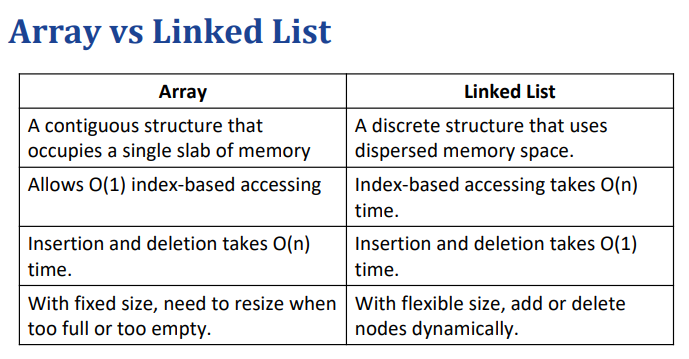 Array vs Linked List
Array
Linked List
A contiguous structure that
occupies a single slab of memory
A discrete structure that uses
dispersed memory space.
Allows O(1) index-based accessing
Index-based accessing takes O(n)
time.
Insertion and deletion takes O(n)
time.
Insertion and deletion takes O(1)
time.
With fixed size, need to resize when
too full or too empty.
With flexible size, add or delete
nodes dynamically.